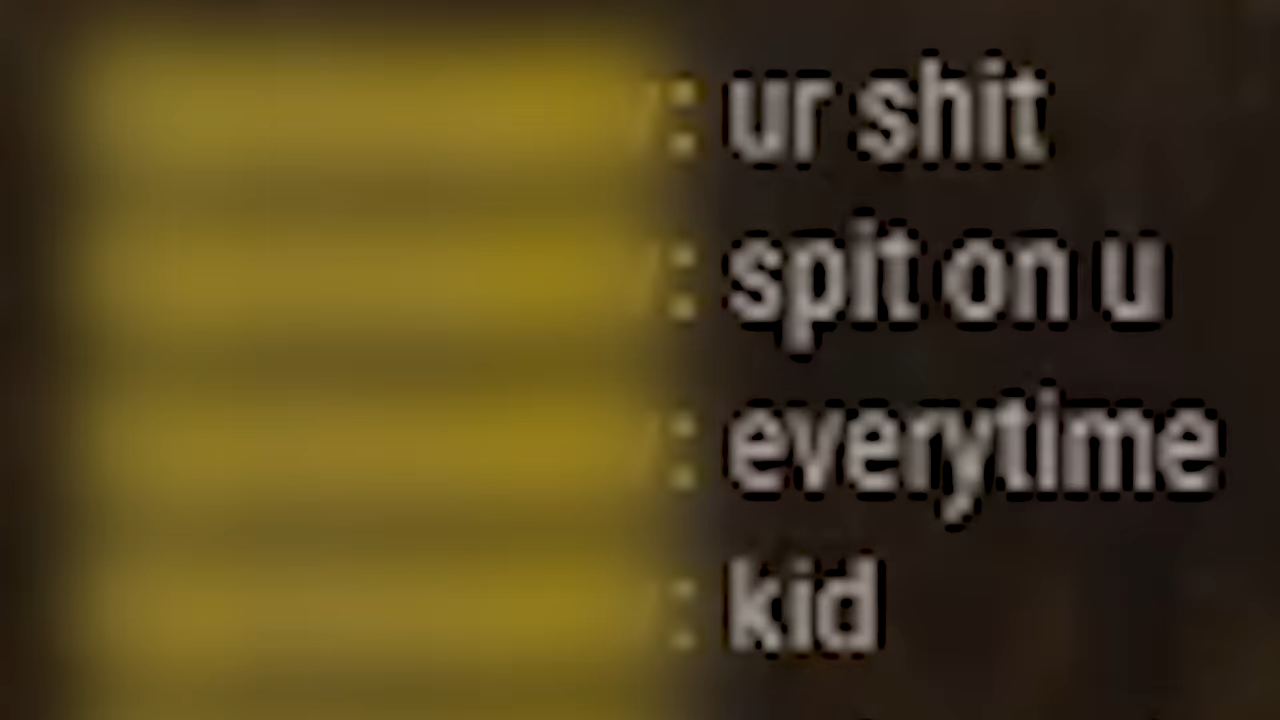 : ur shit
: spit on u
: everytime
: kid